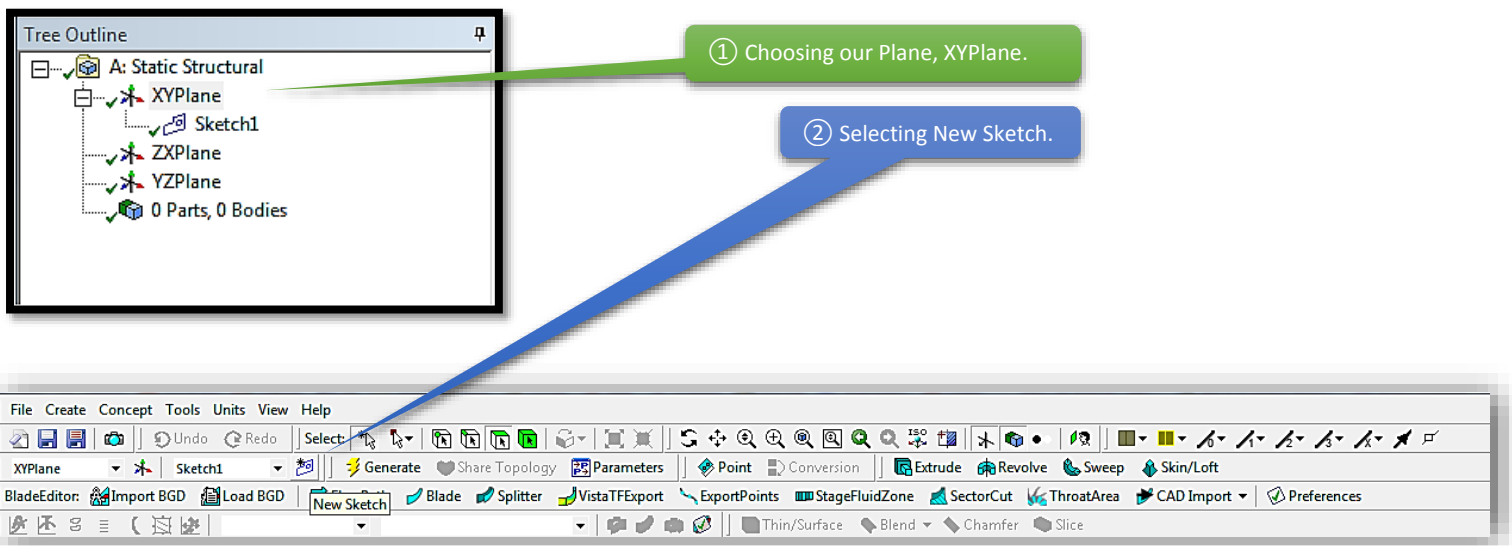 Tree Outline
A: Static Structural
XYPlane
Sketch1
ZXPlane
YZPlane
0 Parts, 0 Bodies
① Choosing our Plane, XYPlane.
② Selecting New Sketch.
File Create Concept Tools Units View Help
Undo Redo Select: ISO
XYPlane Sketch1 Generate Share Topology Parameters Point Conversion Extrude Revolve Sweep Skin/Loft
BladeEditor: Import BGD Load BGD Blade Splitter VistaTFExport ExportPoints StageFluidZone SectorCut ThroatArea CAD Import Preferences
New Sketch
Thin/Surface Blend Chamfer Slice